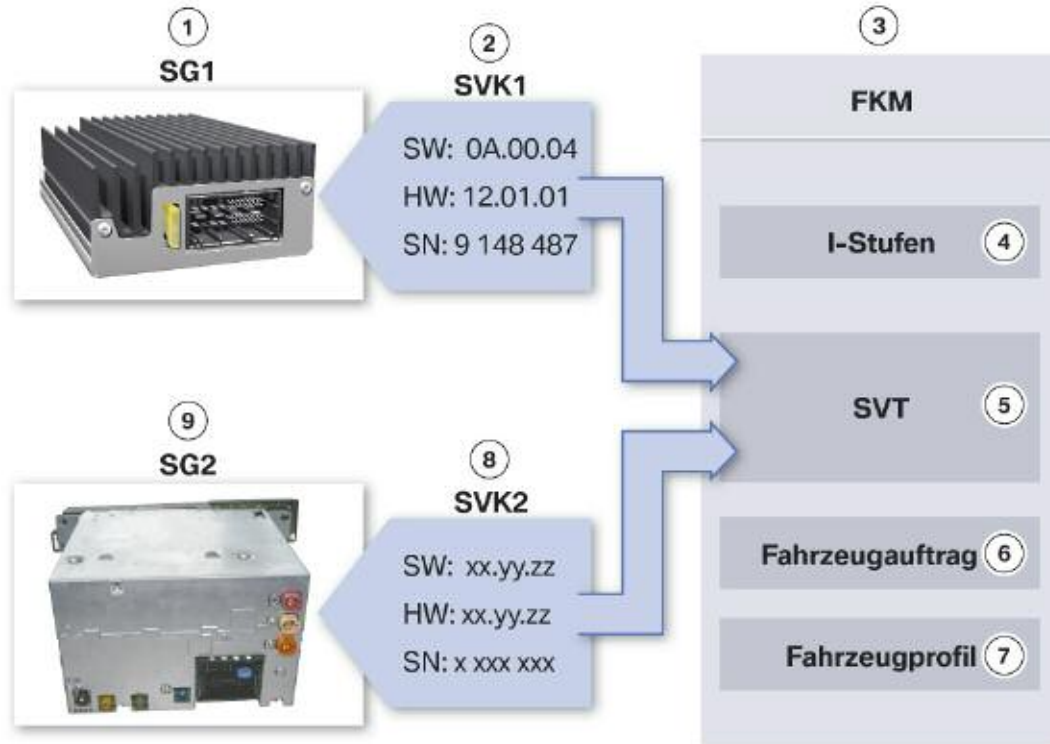 1
SG1
2
SVK1
SW: 0A.00.04
HW: 12.01.01
SN: 9 148 487
3
FKM
I-Stufen 4
SVT 5
Fahrzeugauftrag 6
Fahrzeugprofil 7
9
SG2
8
SVK2
SW: xx.yy.zz
HW: xx.yy.zz
SN: x xxx xxx